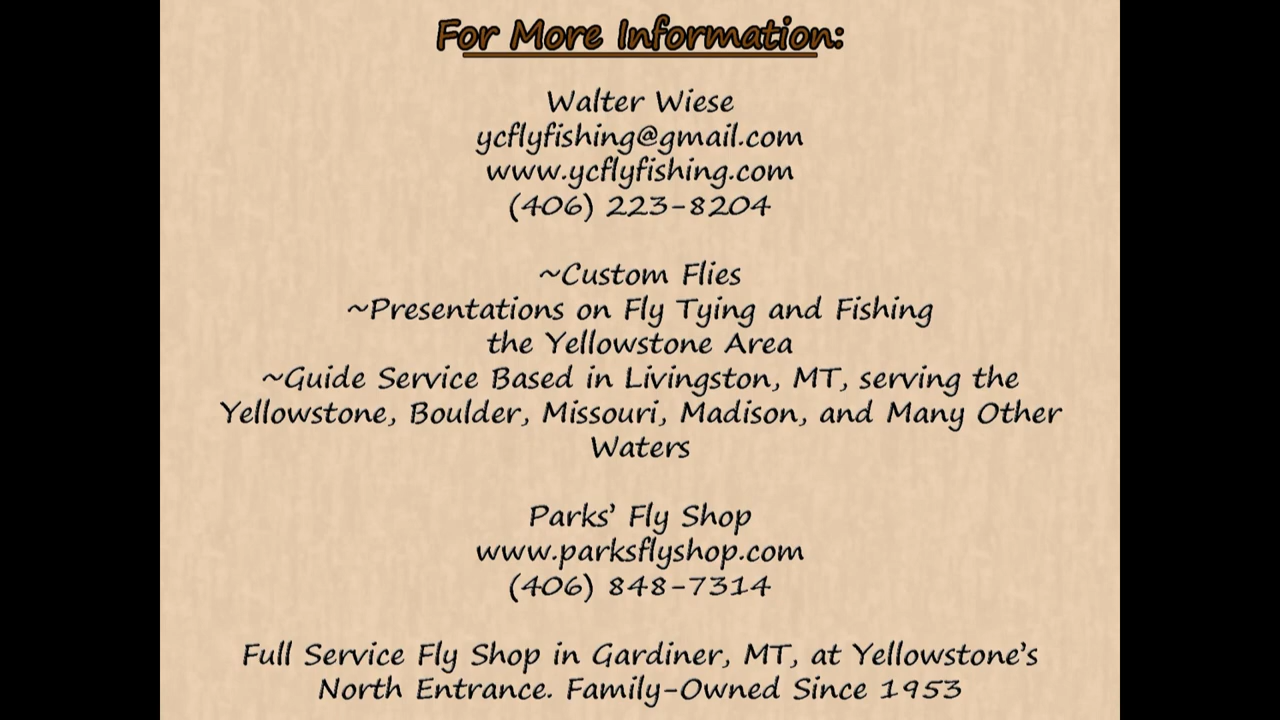 For More Information:
Walter Wiese
ycflyfishing@gmail.com
www.ycflyfishing.com
(406) 223-8204
~Custom Flies
~Presentations on Fly Tying and Fishing
the Yellowstone Area
~Guide Service Based in Livingston, MT, serving the
Yellowstone, Boulder, Missouri, Madison, and Many Other
Waters
Parks’ Fly Shop
www.parksflyshop.com
(406) 848-7314
Full Service Fly Shop in Gardiner, MT, at Yellowstone’s
North Entrance. Family-Owned Since 1953